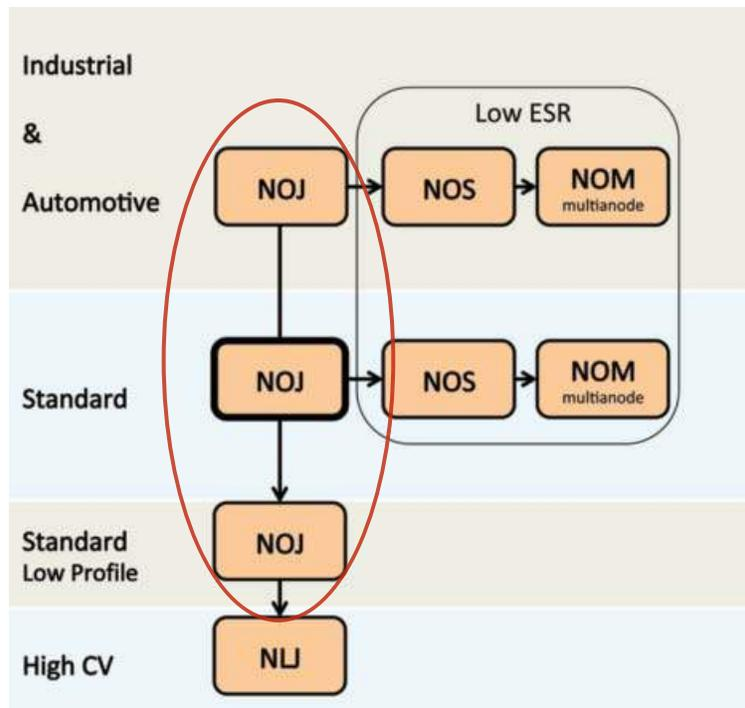 Industrial
&
Automotive
Low ESR
NOJ
NOS
NOM
multianode
Standard
NOJ
NOS
NOM
multianode
Standard
Low Profile
NOJ
High CV
NLJ